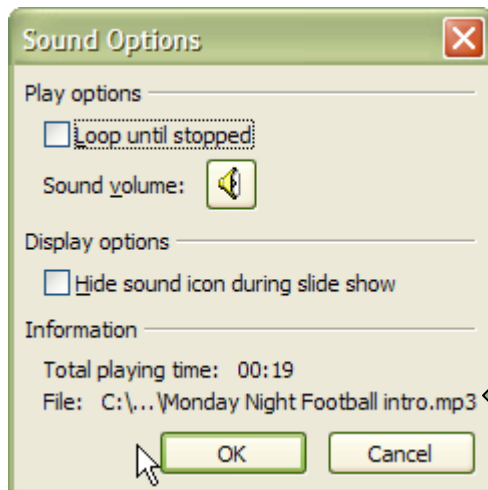 Sound Options
Play options
Loop until stopped
Sound volume:
Display options
Hide sound icon during slide show
Information
Total playing time: 00:19
File: C:\...\Monday Night Football intro.mp3
OK Cancel